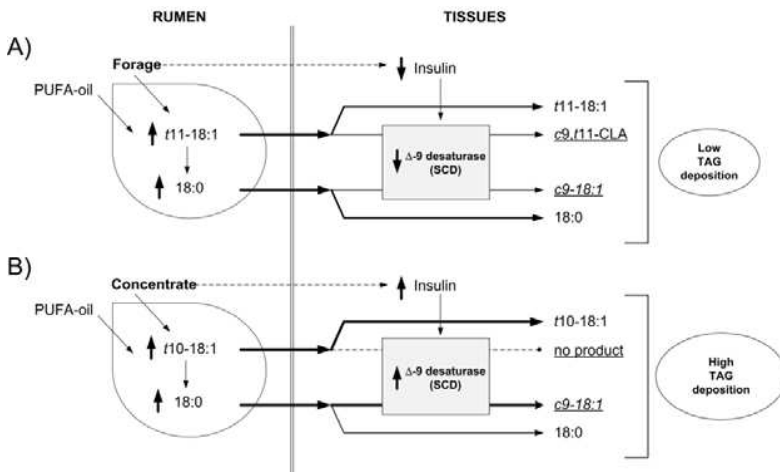 RUMEN
TISSUES
A)
Forage
Insulin
PUFA-oil
t11-18:1
t11-18:1
c9,t11-CLA
Δ-9 desaturase
(SCD)
Low
TAG
deposition
18:0
c9-18:1
18:0
B)
Concentrate
Insulin
PUFA-oil
t10-18:1
t10-18:1
no product
Δ-9 desaturase
(SCD)
High
TAG
deposition
18:0
c9-18:1
18:0